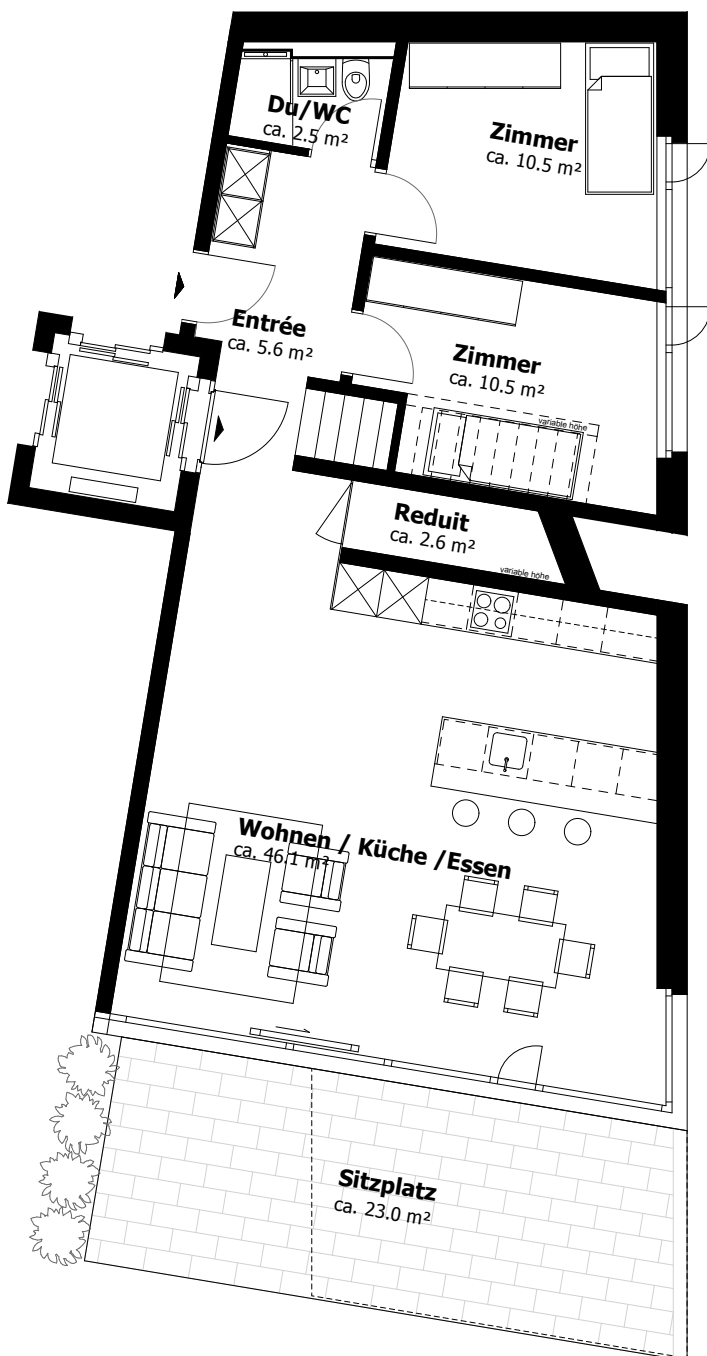 Du/WC
ca. 2.5 m²
Zimmer
ca. 10.5 m²
Entrée
ca. 5.6 m²
Zimmer
ca. 10.5 m²
variable höhe
Reduit
ca. 2.6 m²
variable höhe
Wohnen / Küche /Essen
ca. 46.1 m²
Sitzplatz
ca. 23.0 m²